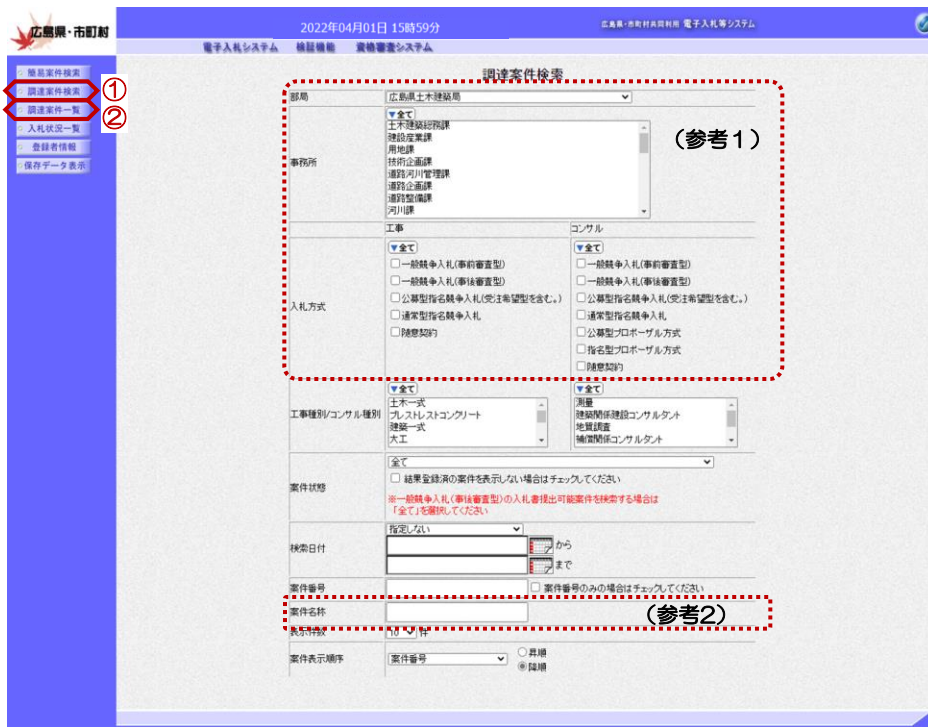 広島県・市町村
2022年04月01日 15時59分
広島県・市町村共同利用 電子入札等システム
電子入札システム 検証機能 資格審査システム
簡易案件検索
調達案件検索
①
調達案件一覧
②
入札状況一覧
登録者情報
保存データ表示
調達案件検索
部局
広島県土木建築局
事務所
▼全て
土木建築総務課
建設産業課
用地課
技術企画課
道路河川管理課
道路企画課
道路整備課
河川課
(参考1)
入札方式
工事
▼全て
一般競争入札(事前審査型)
一般競争入札(事後審査型)
公募型指名競争入札(受注希望型を含む。)
通常型指名競争入札
随意契約
コンサル
▼全て
一般競争入札(事前審査型)
一般競争入札(事後審査型)
公募型指名競争入札(受注希望型を含む。)
通常型指名競争入札
公募型プロポーザル方式
指名型プロポーザル方式
随意契約
工事種別/コンサル種別
▼全て
土木一式
プレストレストコンクリート
建築一式
大工
▼全て
測量
建築関係建設コンサルタント
地質調査
補償関係コンサルタント
案件状態
全て
結果登録済の案件を表示しない場合はチェックしてください
※一般競争入札(事後審査型)の入札書提出可能案件を検索する場合は
「全て」を選択してください
検索日付
指定しない
から
まで
案件番号
案件番号のみの場合はチェックしてください
案件名称
(参考2)
表示件数
10 件
案件表示順序
案件番号
昇順
降順